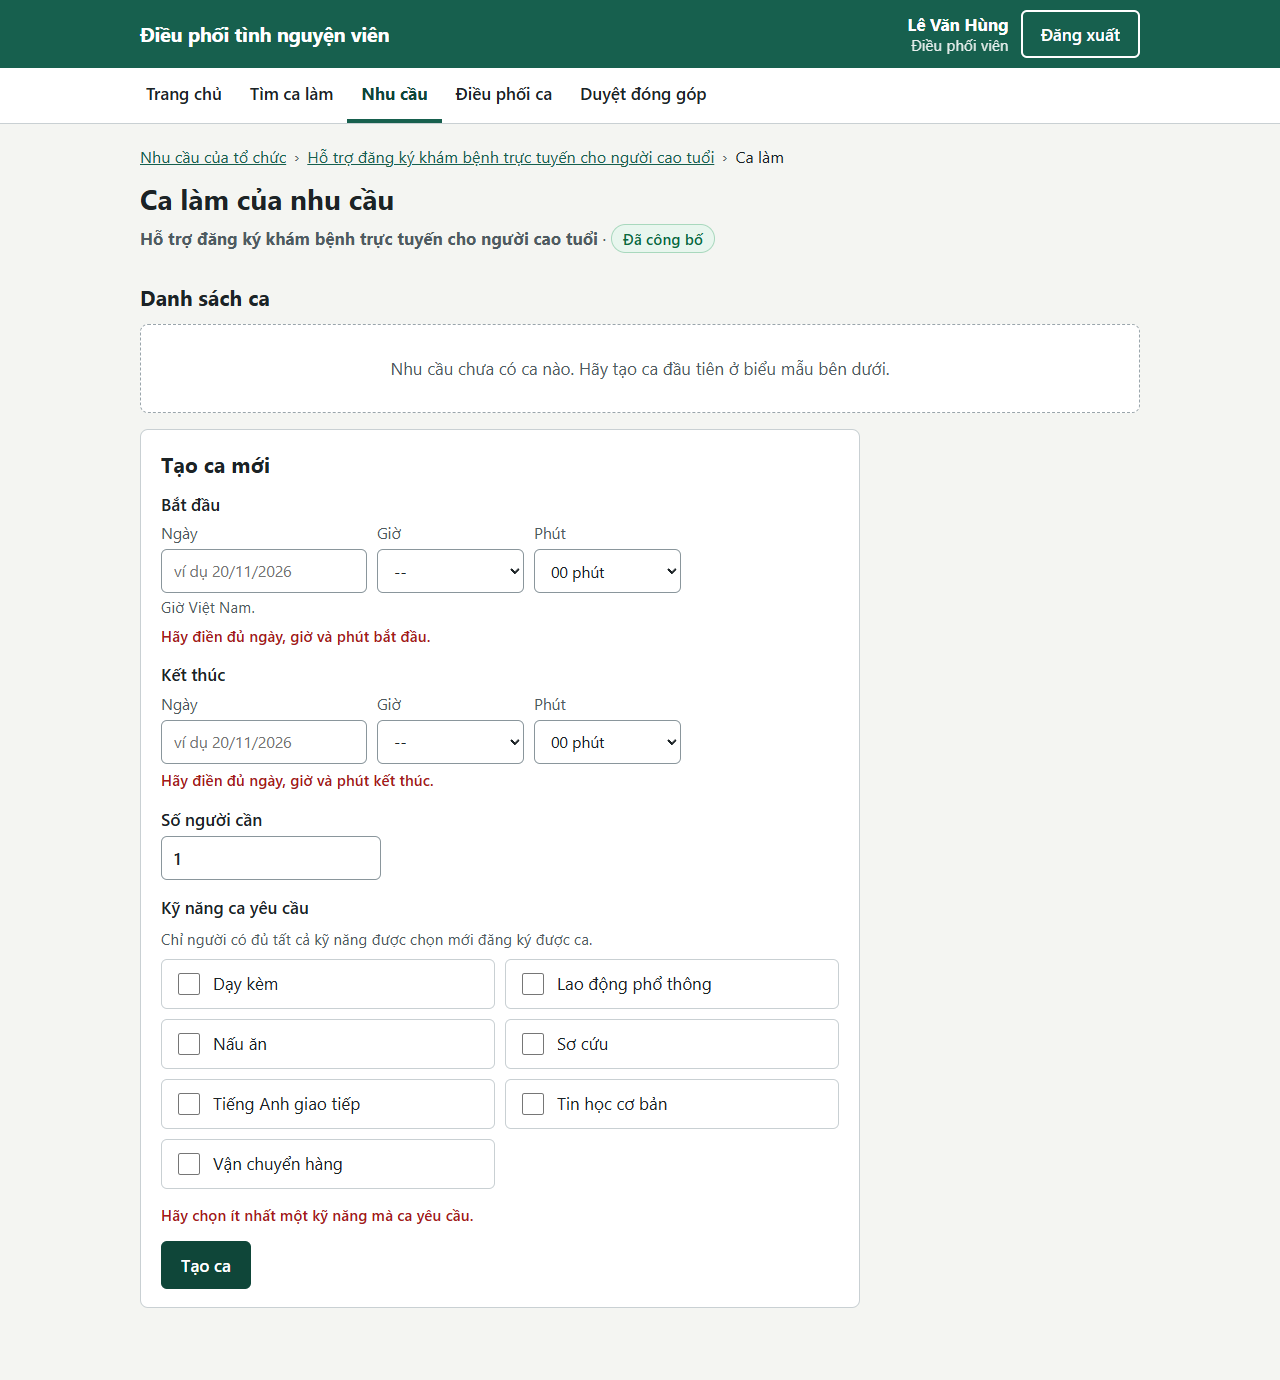 Điều phối tình nguyện viên
Lê Văn Hùng
Điều phối viên
Đăng xuất
Trang chủ
Tìm ca làm
Nhu cầu
Điều phối ca
Duyệt đóng góp
Nhu cầu của tổ chức › Hỗ trợ đăng ký khám bệnh trực tuyến cho người cao tuổi › Ca làm
Ca làm của nhu cầu
Hỗ trợ đăng ký khám bệnh trực tuyến cho người cao tuổi · Đã công bố
Danh sách ca
Nhu cầu chưa có ca nào. Hãy tạo ca đầu tiên ở biểu mẫu bên dưới.
Tạo ca mới
Bắt đầu
Ngày Giờ Phút
ví dụ 20/11/2026 -- 00 phút
Giờ Việt Nam.
Hãy điền đủ ngày, giờ và phút bắt đầu.
Kết thúc
Ngày Giờ Phút
ví dụ 20/11/2026 -- 00 phút
Hãy điền đủ ngày, giờ và phút kết thúc.
Số người cần
1
Kỹ năng ca yêu cầu
Chỉ người có đủ tất cả kỹ năng được chọn mới đăng ký được ca.
Dạy kèm
Lao động phổ thông
Nấu ăn
Sơ cứu
Tiếng Anh giao tiếp
Tin học cơ bản
Vận chuyển hàng
Hãy chọn ít nhất một kỹ năng mà ca yêu cầu.
Tạo ca